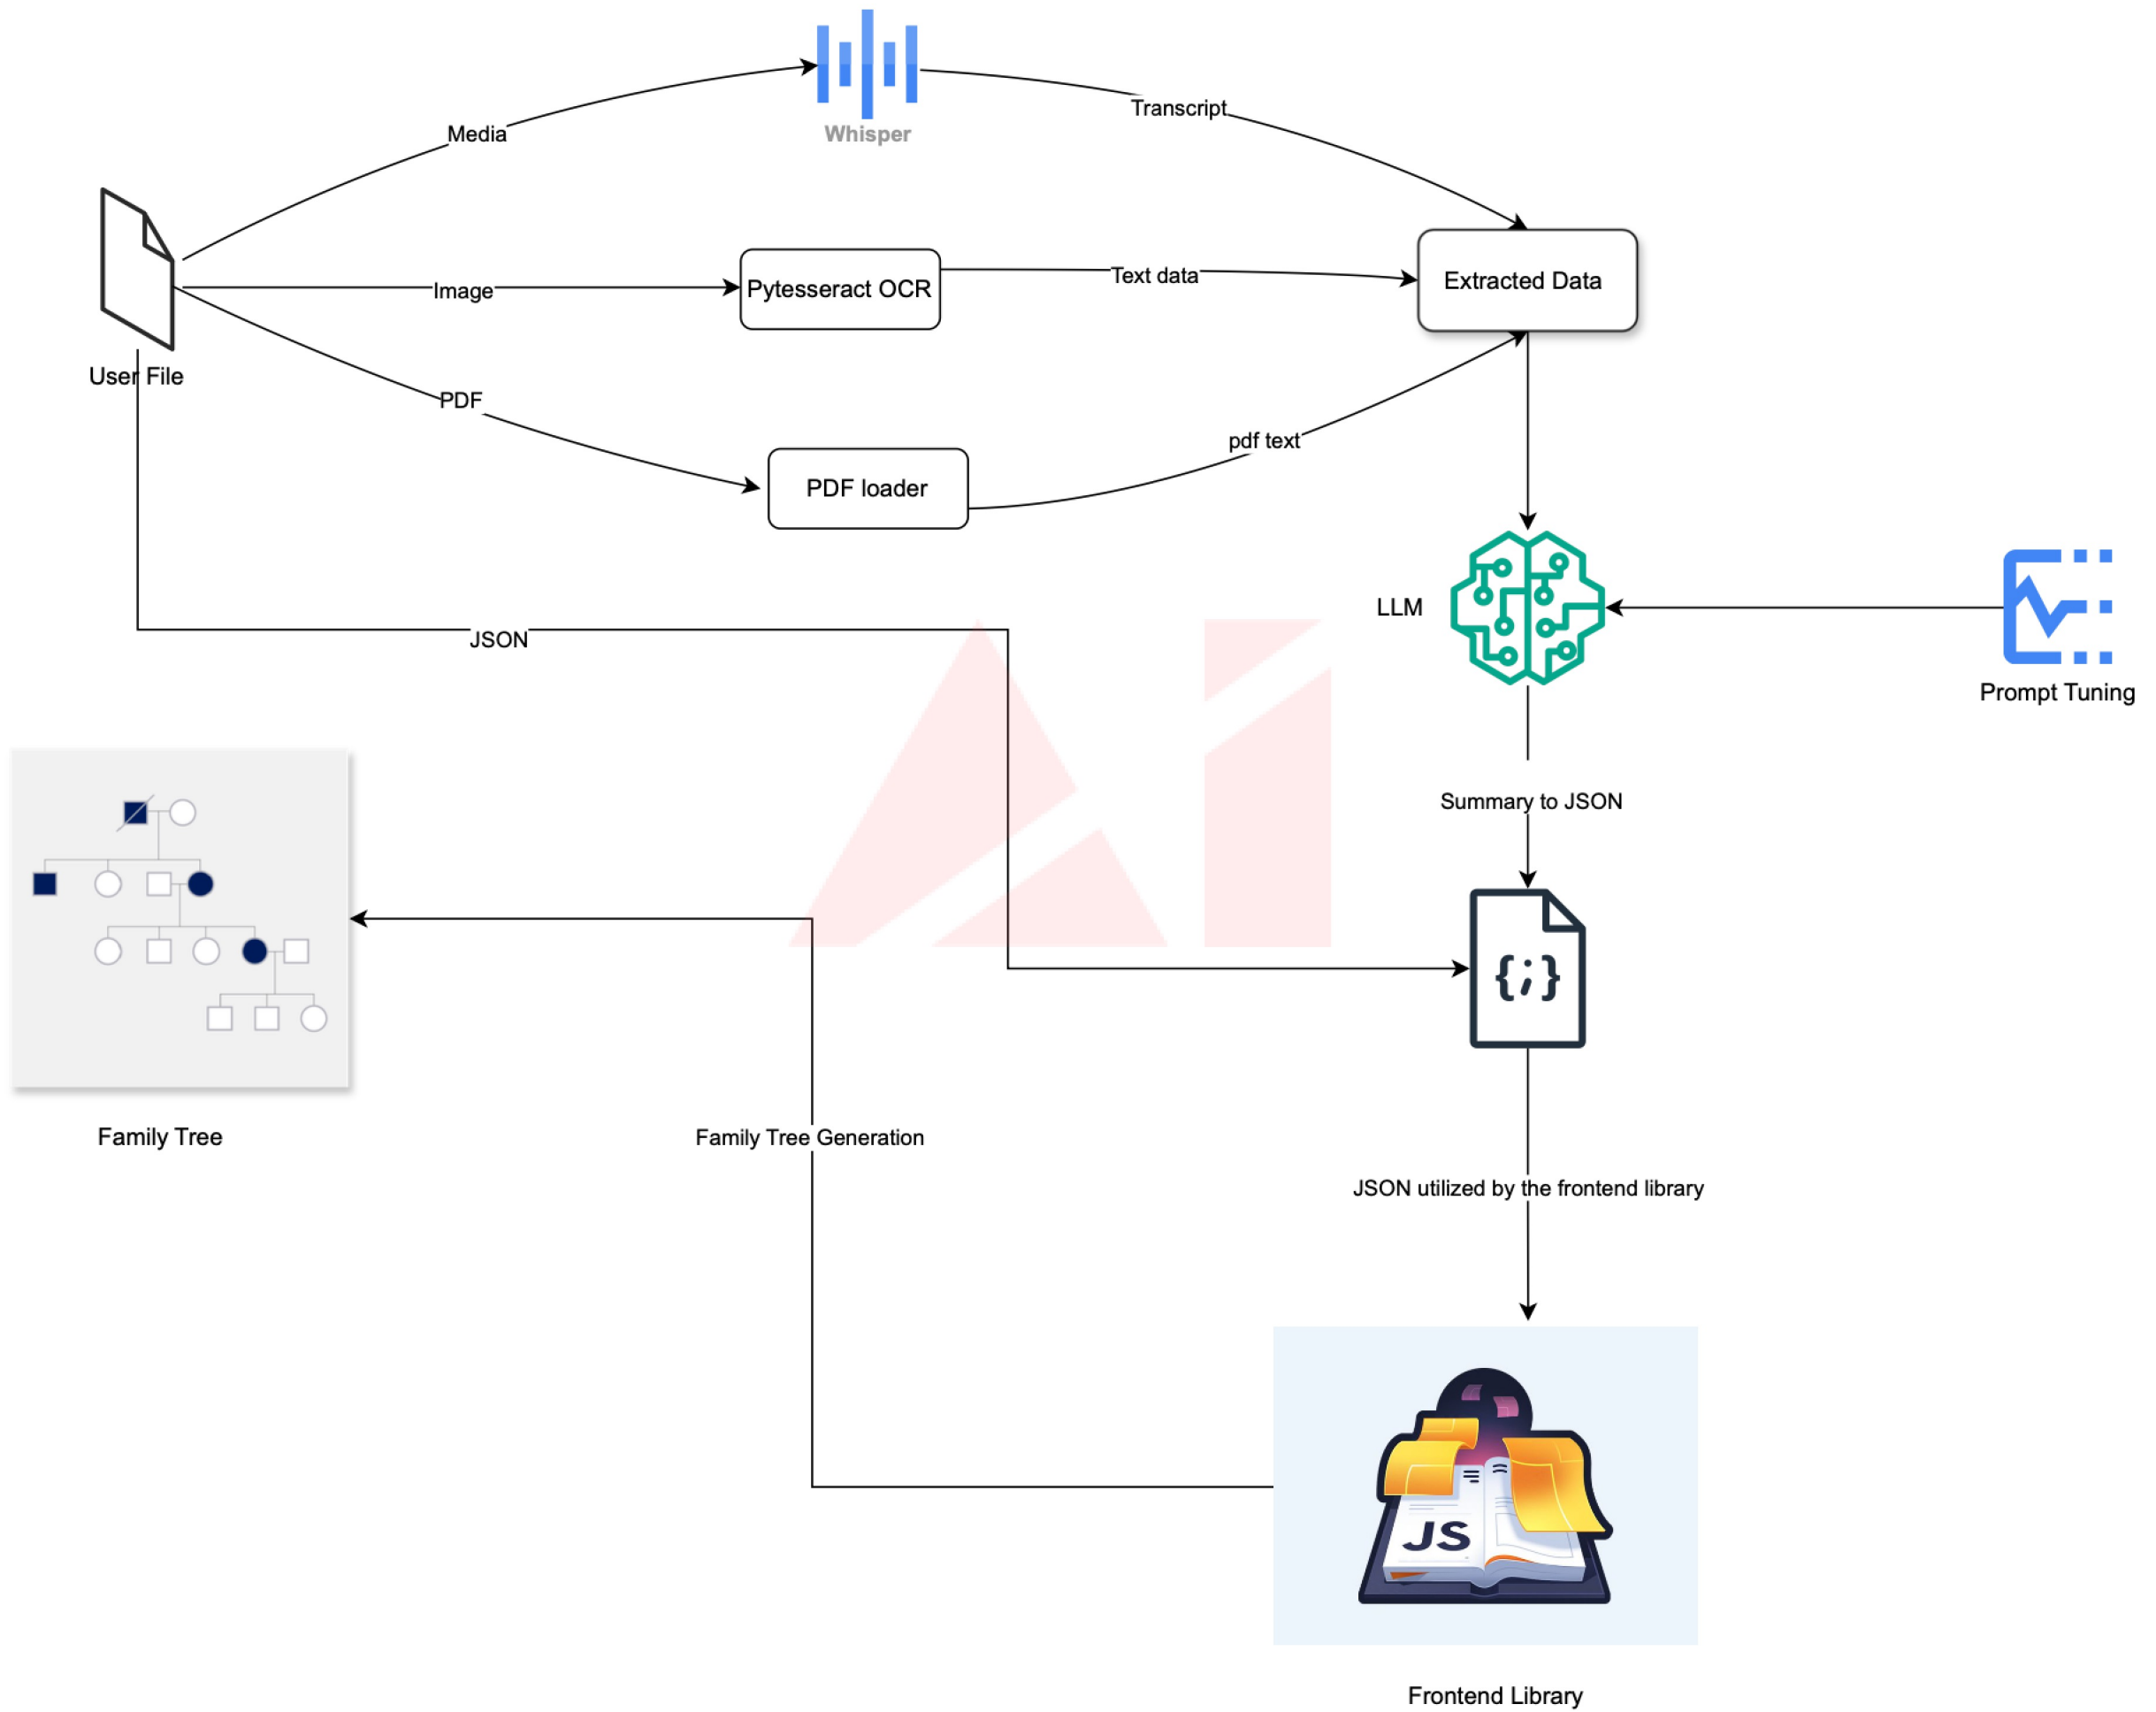 Whisper
Media
Transcript
User File
Image
Pytesseract OCR
Text data
Extracted Data
PDF
PDF loader
pdf text
JSON
LLM
Prompt Tuning
Ai
Summary to JSON
{;}
Family Tree
Family Tree Generation
JSON utilized by the frontend library
JS
Frontend Library